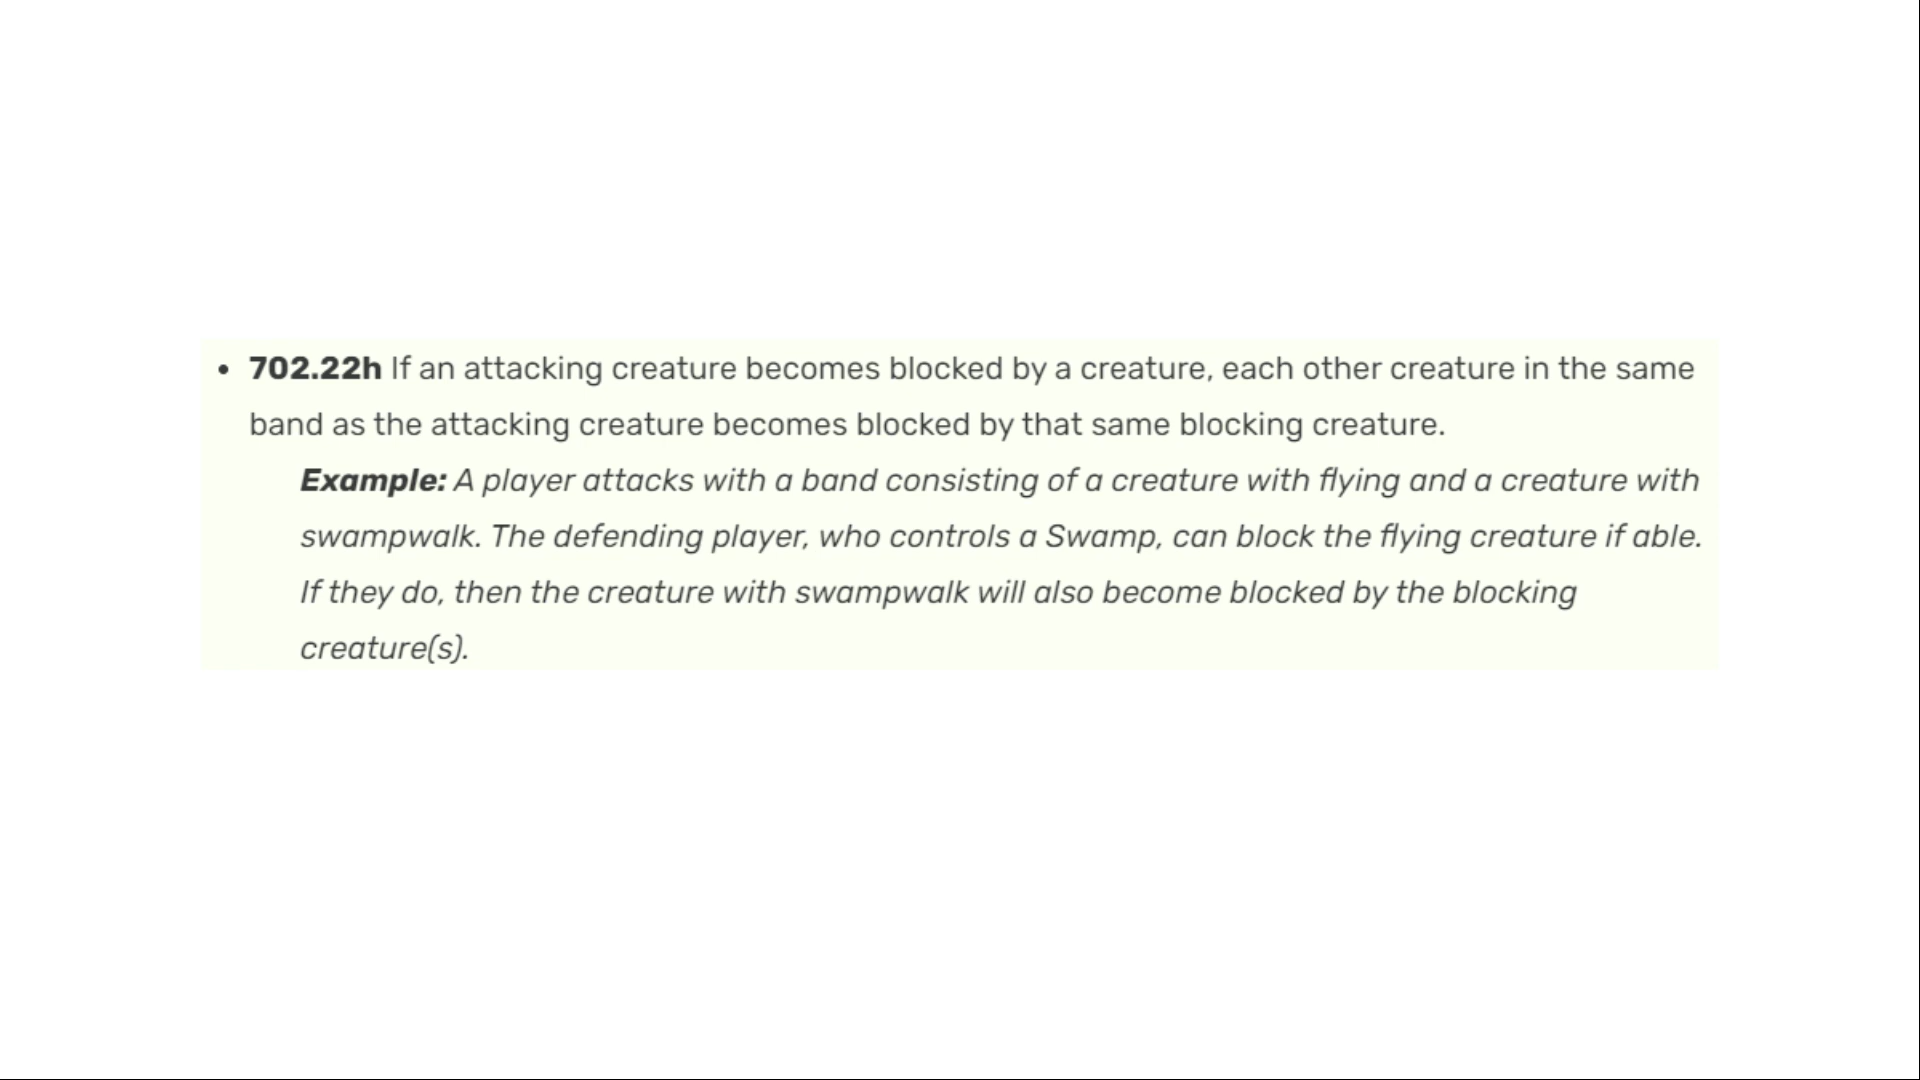 • 702.22h If an attacking creature becomes blocked by a creature, each other creature in the same
band as the attacking creature becomes blocked by that same blocking creature.
Example: A player attacks with a band consisting of a creature with flying and a creature with
swampwalk. The defending player, who controls a Swamp, can block the flying creature if able.
If they do, then the creature with swampwalk will also become blocked by the blocking
creature(s).